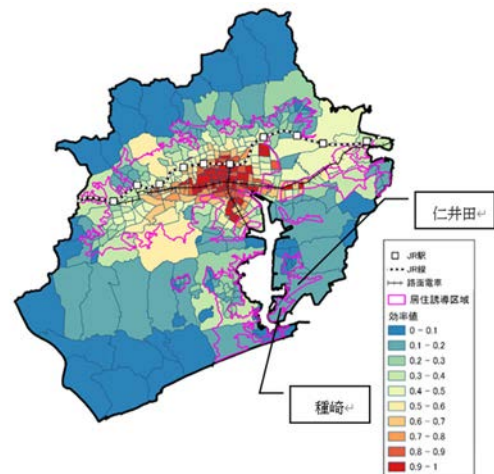 仁井田↵
JR駅
JR線
路面電車
居住誘導区域
効率値
0 - 0.1
0.1 - 0.2
0.2 - 0.3
0.3 - 0.4
0.4 - 0.5
0.5 - 0.6
0.6 - 0.7
0.7 - 0.8
0.8 - 0.9
0.9 - 1
種崎↵